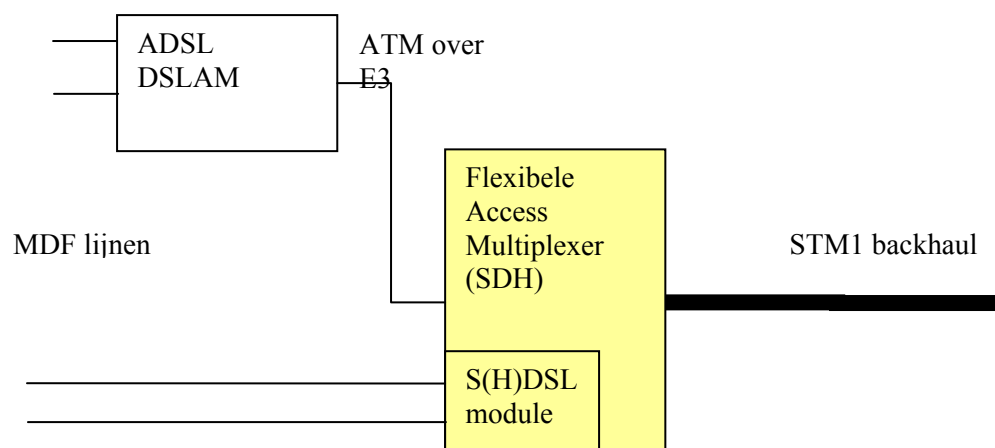 ADSL
DSLAM
ATM over
E3
Flexibele
Access
Multiplexer
(SDH)
MDF lijnen
STM1 backhaul
S(H)DSL
module